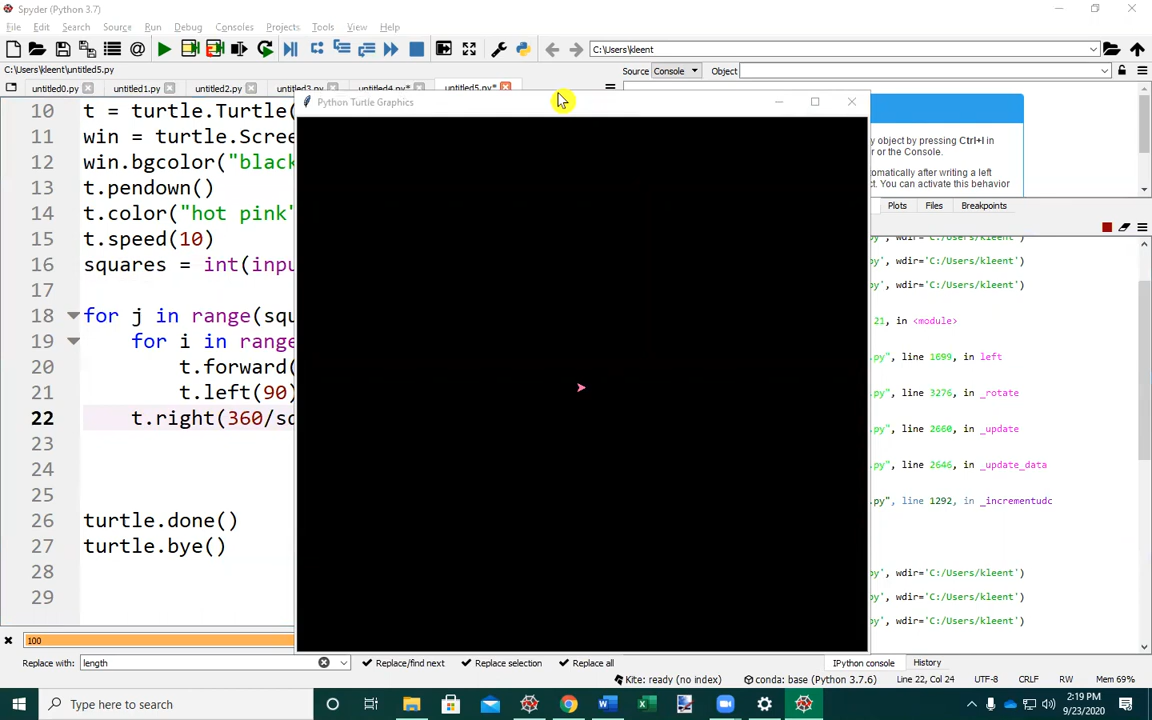 Spyder (Python 3.7)
File Edit Search Source Run Debug Consoles Projects Tools View Help
C:\Users\kleent
C:\Users\kleent\untitled5.py
Source Console Object
untitled0.py untitled1.py untitled2.py untitled3.py untitled4.py* untitled5.py*
Python Turtle Graphics
10 t = turtle.Turtle(
11 win = turtle.Scree
12 win.bgcolor("black
13 t.pendown()
14 t.color("hot pink"
15 t.speed(10)
16 squares = int(inpu
17
18 for j in range(squ
19 for i in range
20 t.forward(
21 t.left(90)
22 t.right(360/sq
23
24
25
26 turtle.done()
27 turtle.bye()
28
29
y object by pressing Ctrl+I in
r or the Console.
tomatically after writing a left
ct. You can activate this behavior
Plots Files Breakpoints
py', wdir='C:/Users/kleent')
py', wdir='C:/Users/kleent')
py', wdir='C:/Users/kleent')
21, in <module>
.py", line 1699, in left
.py", line 3276, in _rotate
.py", line 2660, in _update
.py", line 2646, in _update_data
.py", line 1292, in _incrementudc
py', wdir='C:/Users/kleent')
py', wdir='C:/Users/kleent')
py', wdir='C:/Users/kleent')
100
Replace with: length Replace/find next Replace selection Replace all
IPython console History
Kite: ready (no index) conda: base (Python 3.7.6) Line 22, Col 24 UTF-8 CRLF RW Mem 69%
Type here to search
2:19 PM
9/23/2020